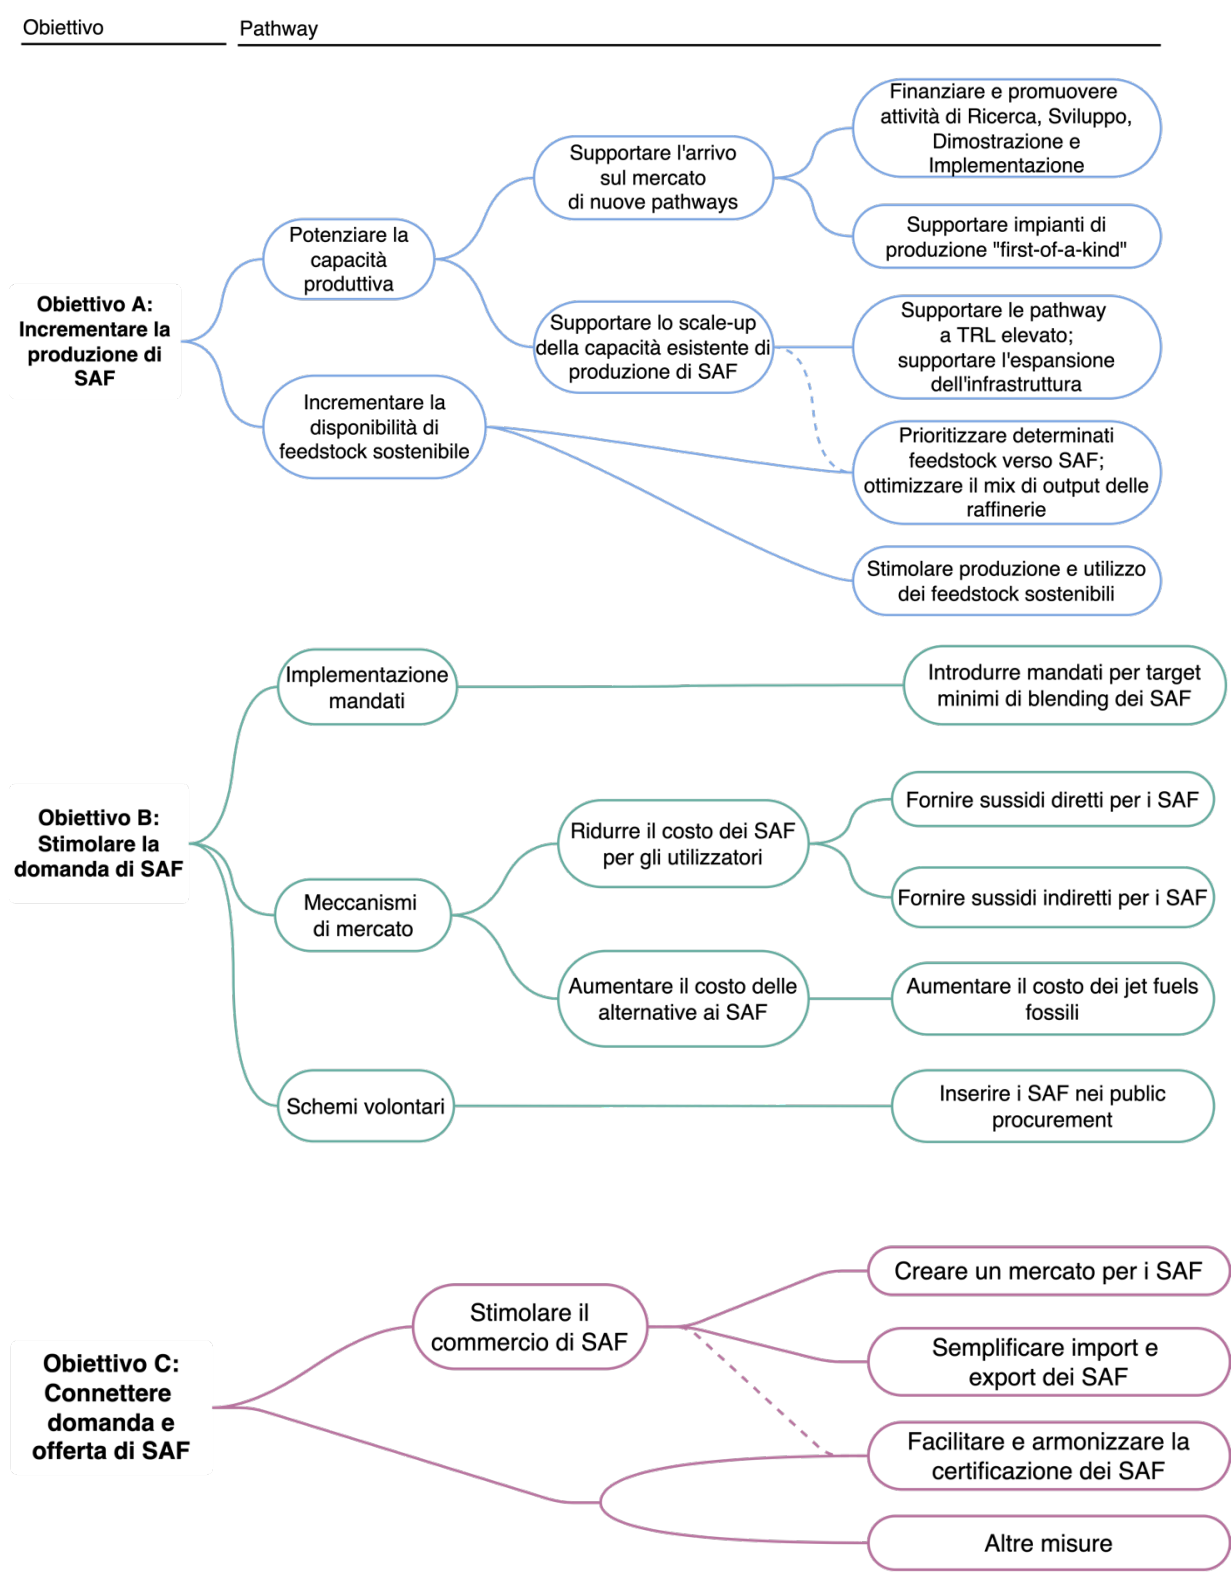 Obiettivo
Pathway
Obiettivo A:
Incrementare la
produzione di
SAF
Potenziare la
capacità
produttiva
Incrementare la
disponibilità di
feedstock sostenibile
Supportare l'arrivo
sul mercato
di nuove pathways
Supportare lo scale-up
della capacità esistente di
produzione di SAF
Finanziare e promuovere
attività di Ricerca, Sviluppo,
Dimostrazione e
Implementazione
Supportare impianti di
produzione "first-of-a-kind"
Supportare le pathway
a TRL elevato;
supportare l'espansione
dell'infrastruttura
Prioritizzare determinati
feedstock verso SAF;
ottimizzare il mix di output delle
raffinerie
Stimolare produzione e utilizzo
dei feedstock sostenibili
Obiettivo B:
Stimolare la
domanda di SAF
Implementazione
mandati
Introdurre mandati per target
minimi di blending dei SAF
Meccanismi
di mercato
Ridurre il costo dei SAF
per gli utilizzatori
Fornire sussidi diretti per i SAF
Fornire sussidi indiretti per i SAF
Aumentare il costo delle
alternative ai SAF
Aumentare il costo dei jet fuels
fossili
Schemi volontari
Inserire i SAF nei public
procurement
Obiettivo C:
Connettere
domanda e
offerta di SAF
Stimolare il
commercio di SAF
Creare un mercato per i SAF
Semplificare import e
export dei SAF
Facilitare e armonizzare la
certificazione dei SAF
Altre misure